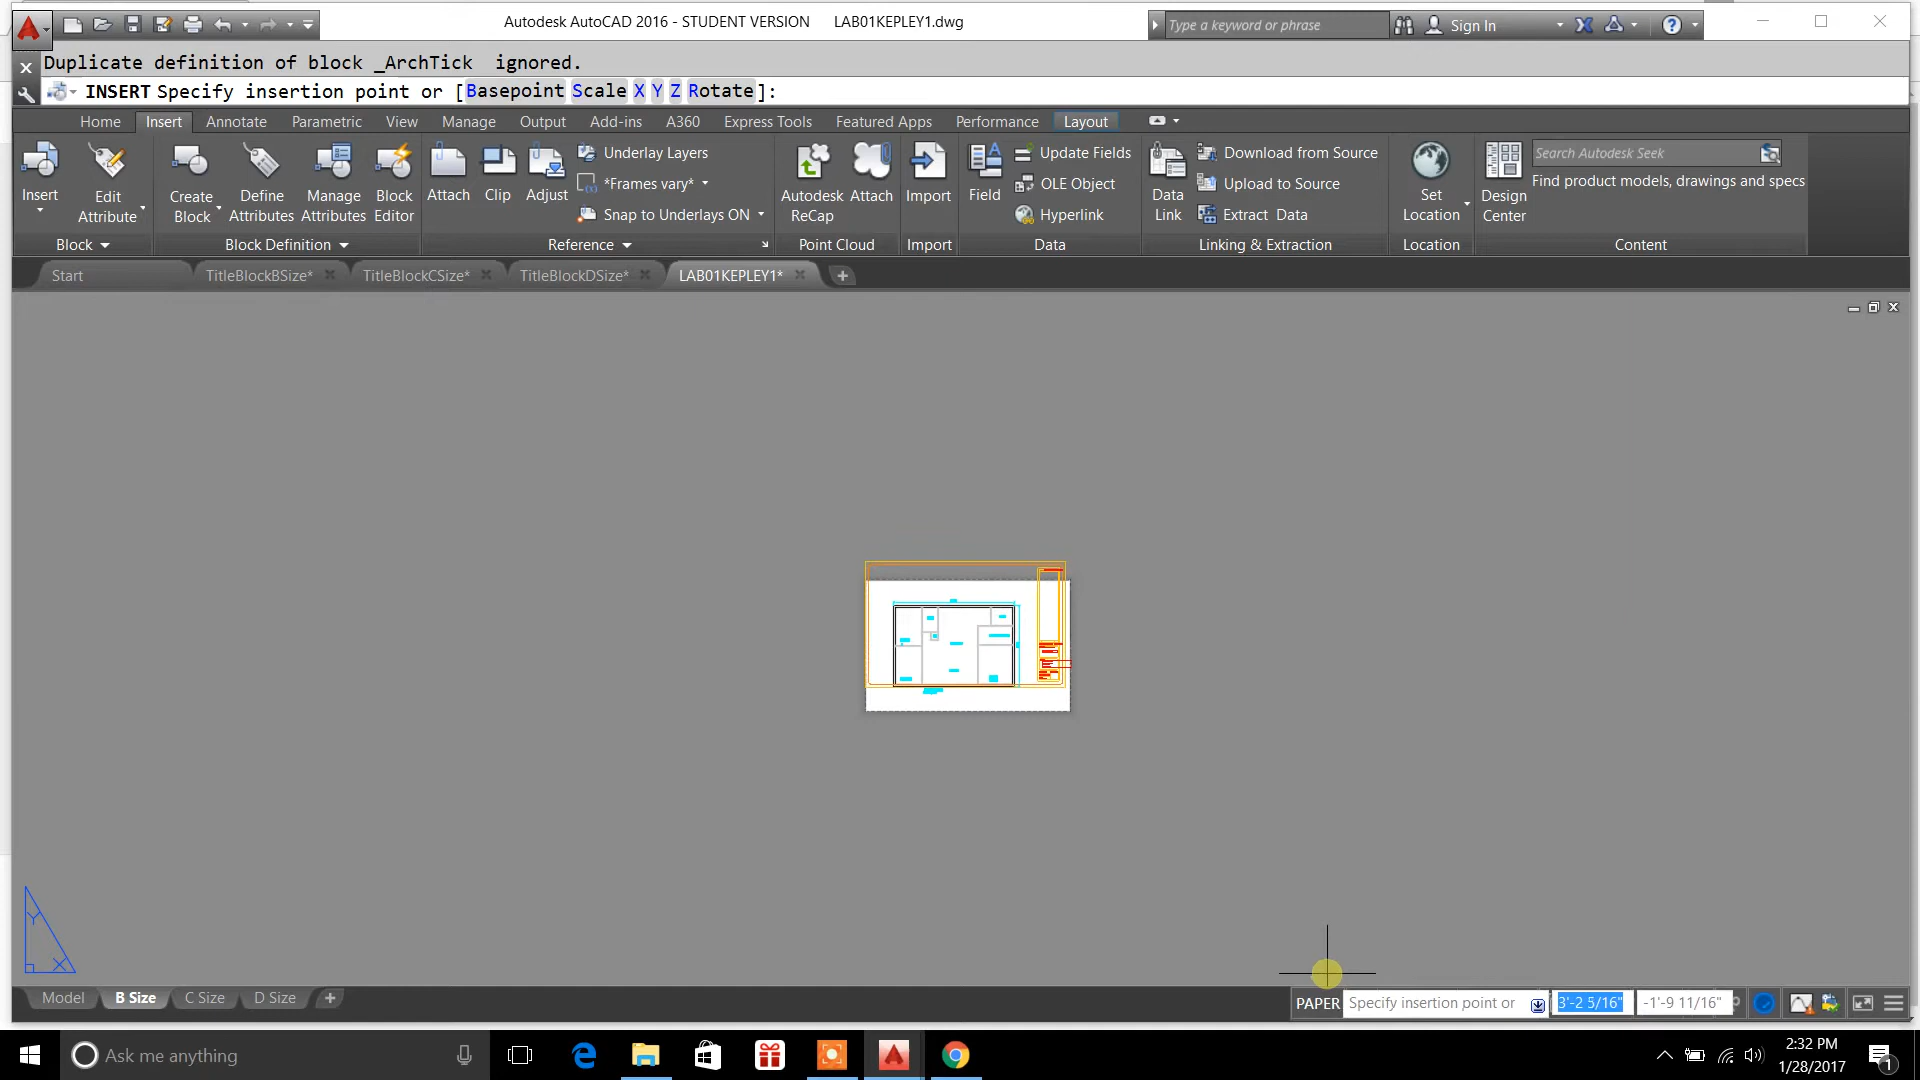 Autodesk AutoCAD 2016 - STUDENT VERSION LAB01KEPLEY1.dwg
Type a keyword or phrase
Sign In
Duplicate definition of block _ArchTick ignored.
INSERT Specify insertion point or [Basepoint Scale X Y Z Rotate]:
Home Insert Annotate Parametric View Manage Output Add-ins A360 Express Tools Featured Apps Performance Layout
Insert
Edit Attribute
Block
Create Block
Define Attributes
Manage Attributes
Block Editor
Block Definition
Attach
Clip
Adjust
Underlay Layers
*Frames vary*
Snap to Underlays ON
Reference
Autodesk ReCap
Attach
Point Cloud
Import
Import
Field
Update Fields
OLE Object
Hyperlink
Data
Data Link
Download from Source
Upload to Source
Extract Data
Linking & Extraction
Set Location
Location
Design Center
Search Autodesk Seek
Find product models, drawings and specs
Content
Start TitleBlockBSize* TitleBlockCSize* TitleBlockDSize* LAB01KEPLEY1*
Y
X
Model B Size C Size D Size
PAPER Specify insertion point or 3'-2 5/16" -1'-9 11/16"
Ask me anything
2:32 PM
1/28/2017
1